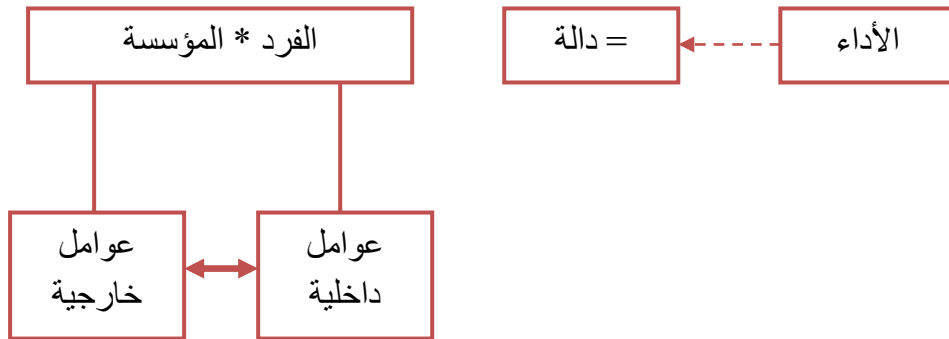 الأداء
= دالة
الفرد * المؤسسة
عوامل
داخلية
عوامل
خارجية